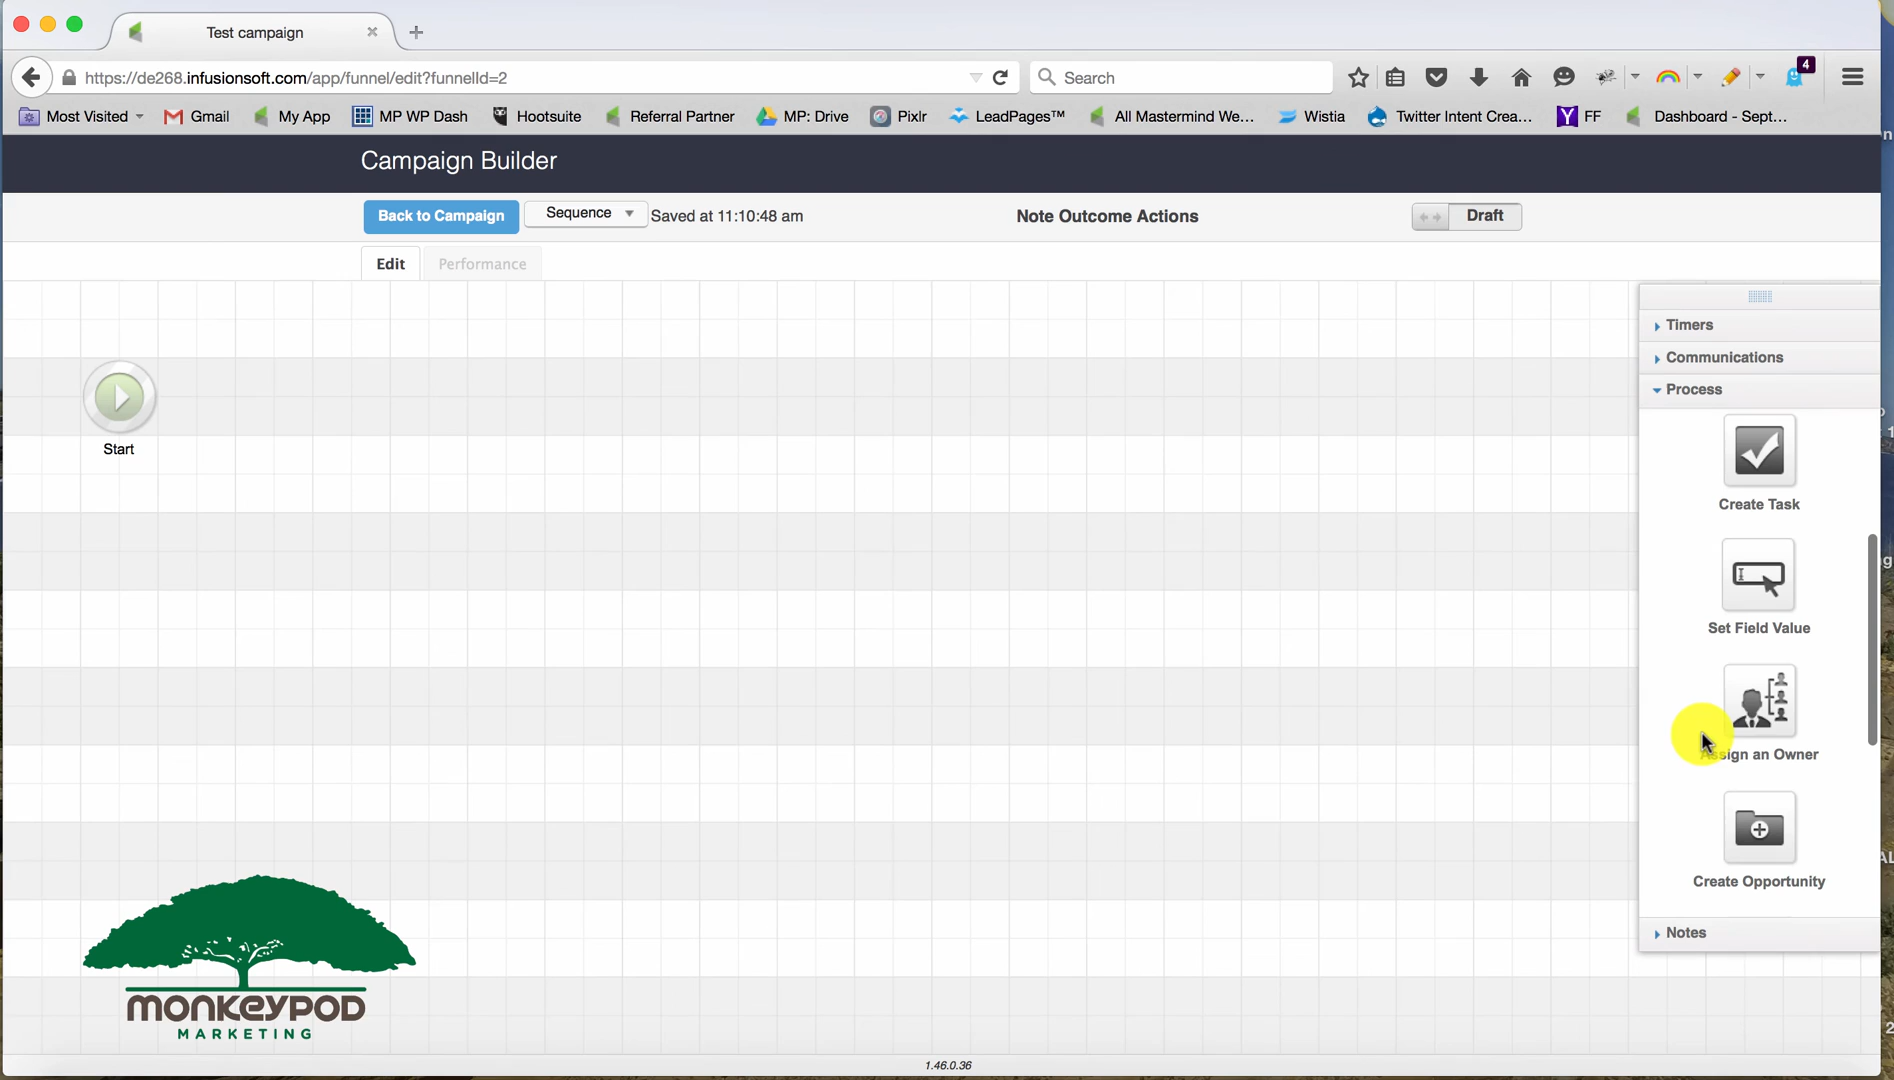 Test campaign
https://de268.infusionsoft.com/app/funnel/edit?funnelId=2
Search
4
Most Visited
Gmail
My App
MP WP Dash
Hootsuite
Referral Partner
MP: Drive
Pixlr
LeadPages™
All Mastermind We...
Wistia
Twitter Intent Crea...
FF
Dashboard - Sept...
Campaign Builder
Back to Campaign
Sequence
Saved at 11:10:48 am
Note Outcome Actions
Draft
Edit
Performance
Start
Timers
Communications
Process
Create Task
Set Field Value
Assign an Owner
Create Opportunity
Notes
MONKEYPOD
MARKETING
1.46.0.36